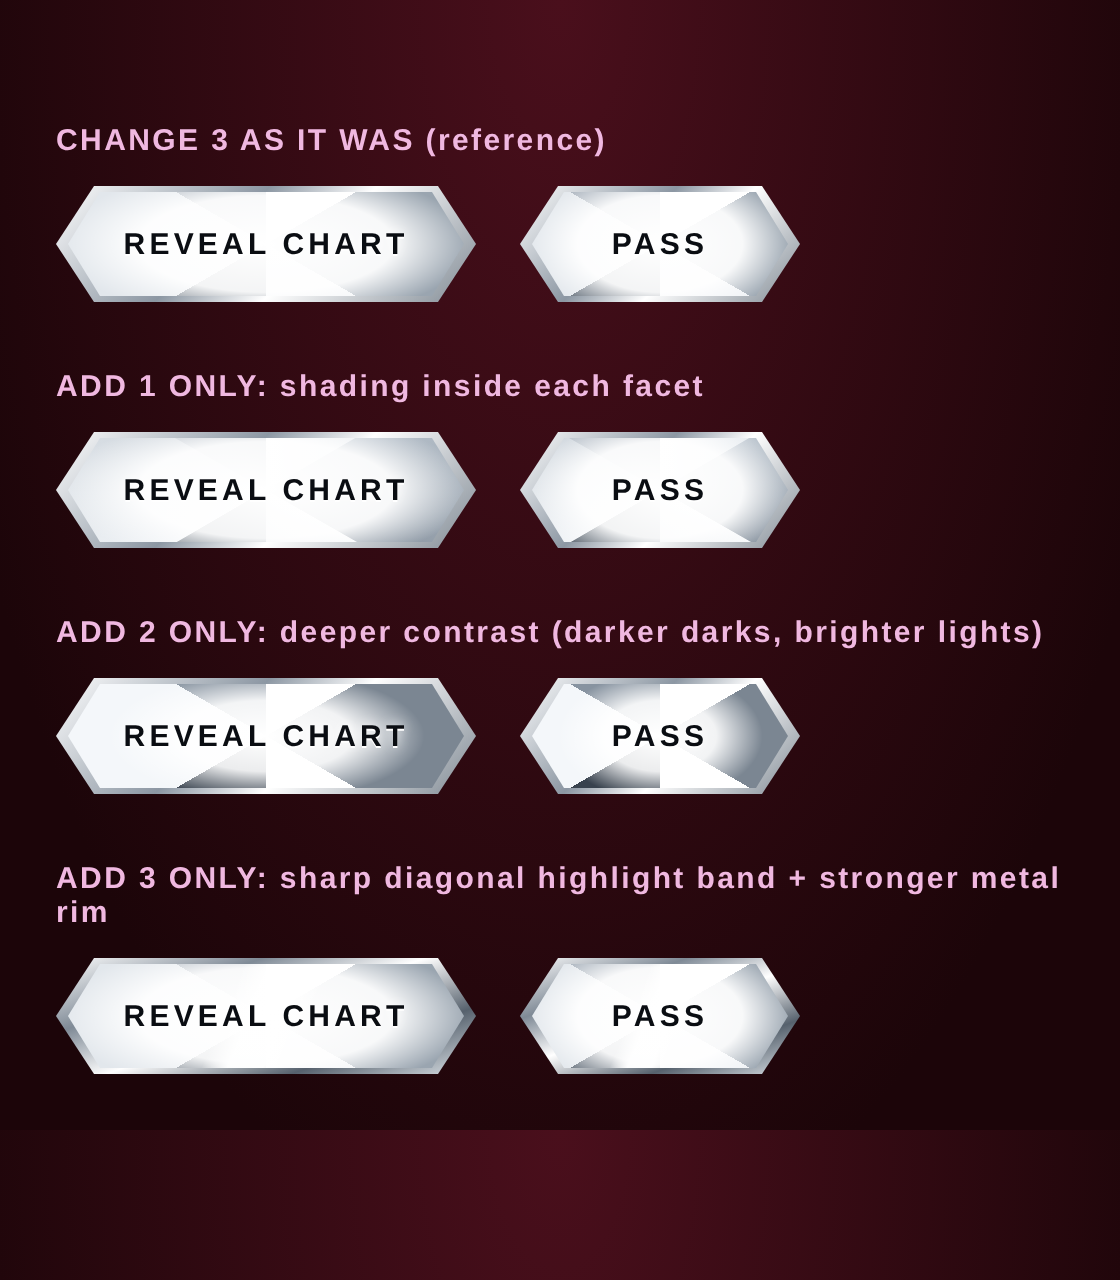 CHANGE 3 AS IT WAS (reference)
REVEAL CHART
PASS
ADD 1 ONLY: shading inside each facet
REVEAL CHART
PASS
ADD 2 ONLY: deeper contrast (darker darks, brighter lights)
REVEAL CHART
PASS
ADD 3 ONLY: sharp diagonal highlight band + stronger metal
rim
REVEAL CHART
PASS